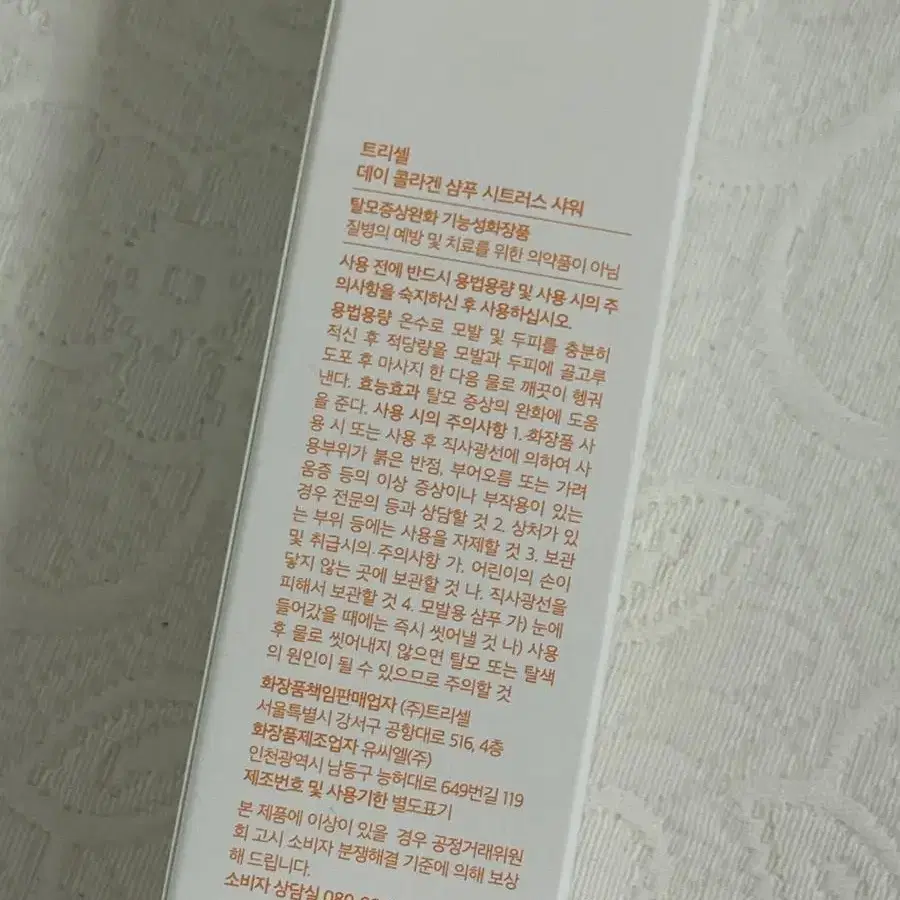 트리셀
데이 콜라겐 샴푸 시트러스 샤워
탈모증상완화 기능성화장품
질병의 예방 및 치료를 위한 의약품이 아님
사용 전에 반드시 용법용량 및 사용 시의 주
의사항을 숙지하신 후 사용하십시오.
용법용량 온수로 모발 및 두피를 충분히
적신 후 적당량을 모발과 두피에 골고루
도포 후 마사지 한 다음 물로 깨끗이 헹궈
낸다. 효능효과 탈모 증상의 완화에 도움
을 준다. 사용 시의 주의사항 1. 화장품 사
용 시 또는 사용 후 직사광선에 의하여 사
용부위가 붉은 반점, 부어오름 또는 가려
움증 등의 이상 증상이나 부작용이 있는
경우 전문의 등과 상담할 것 2. 상처가 있
는 부위 등에는 사용을 자제할 것 3. 보관
및 취급시의 주의사항 가. 어린이의 손이
닿지 않는 곳에 보관할 것 나. 직사광선을
피해서 보관할 것 4. 모발용 샴푸 가) 눈에
들어갔을 때에는 즉시 씻어낼 것 나) 사용
후 물로 씻어내지 않으면 탈모 또는 탈색
의 원인이 될 수 있으므로 주의할 것
화장품책임판매업자 (주)트리셀
서울특별시 강서구 공항대로 516, 4층
화장품제조업자 유씨엘(주)
인천광역시 남동구 능허대로 649번길 119
제조번호 및 사용기한 별도표기
본 제품에 이상이 있을 경우 공정거래위원
회 고시 소비자 분쟁해결 기준에 의해 보상
해 드립니다.
소비자 상담실 080-